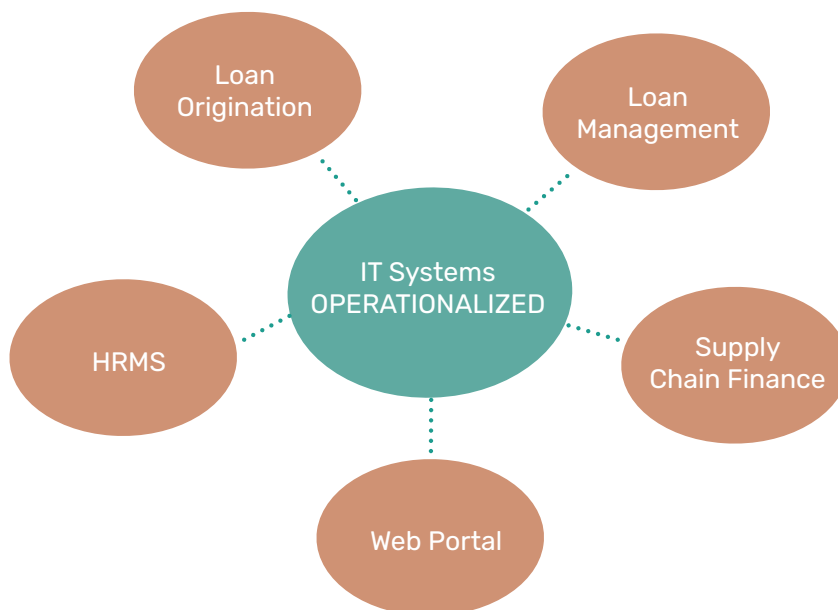 Loan
Origination
Loan
Management
IT Systems
OPERATIONALIZED
HRMS
Supply
Chain Finance
Web Portal